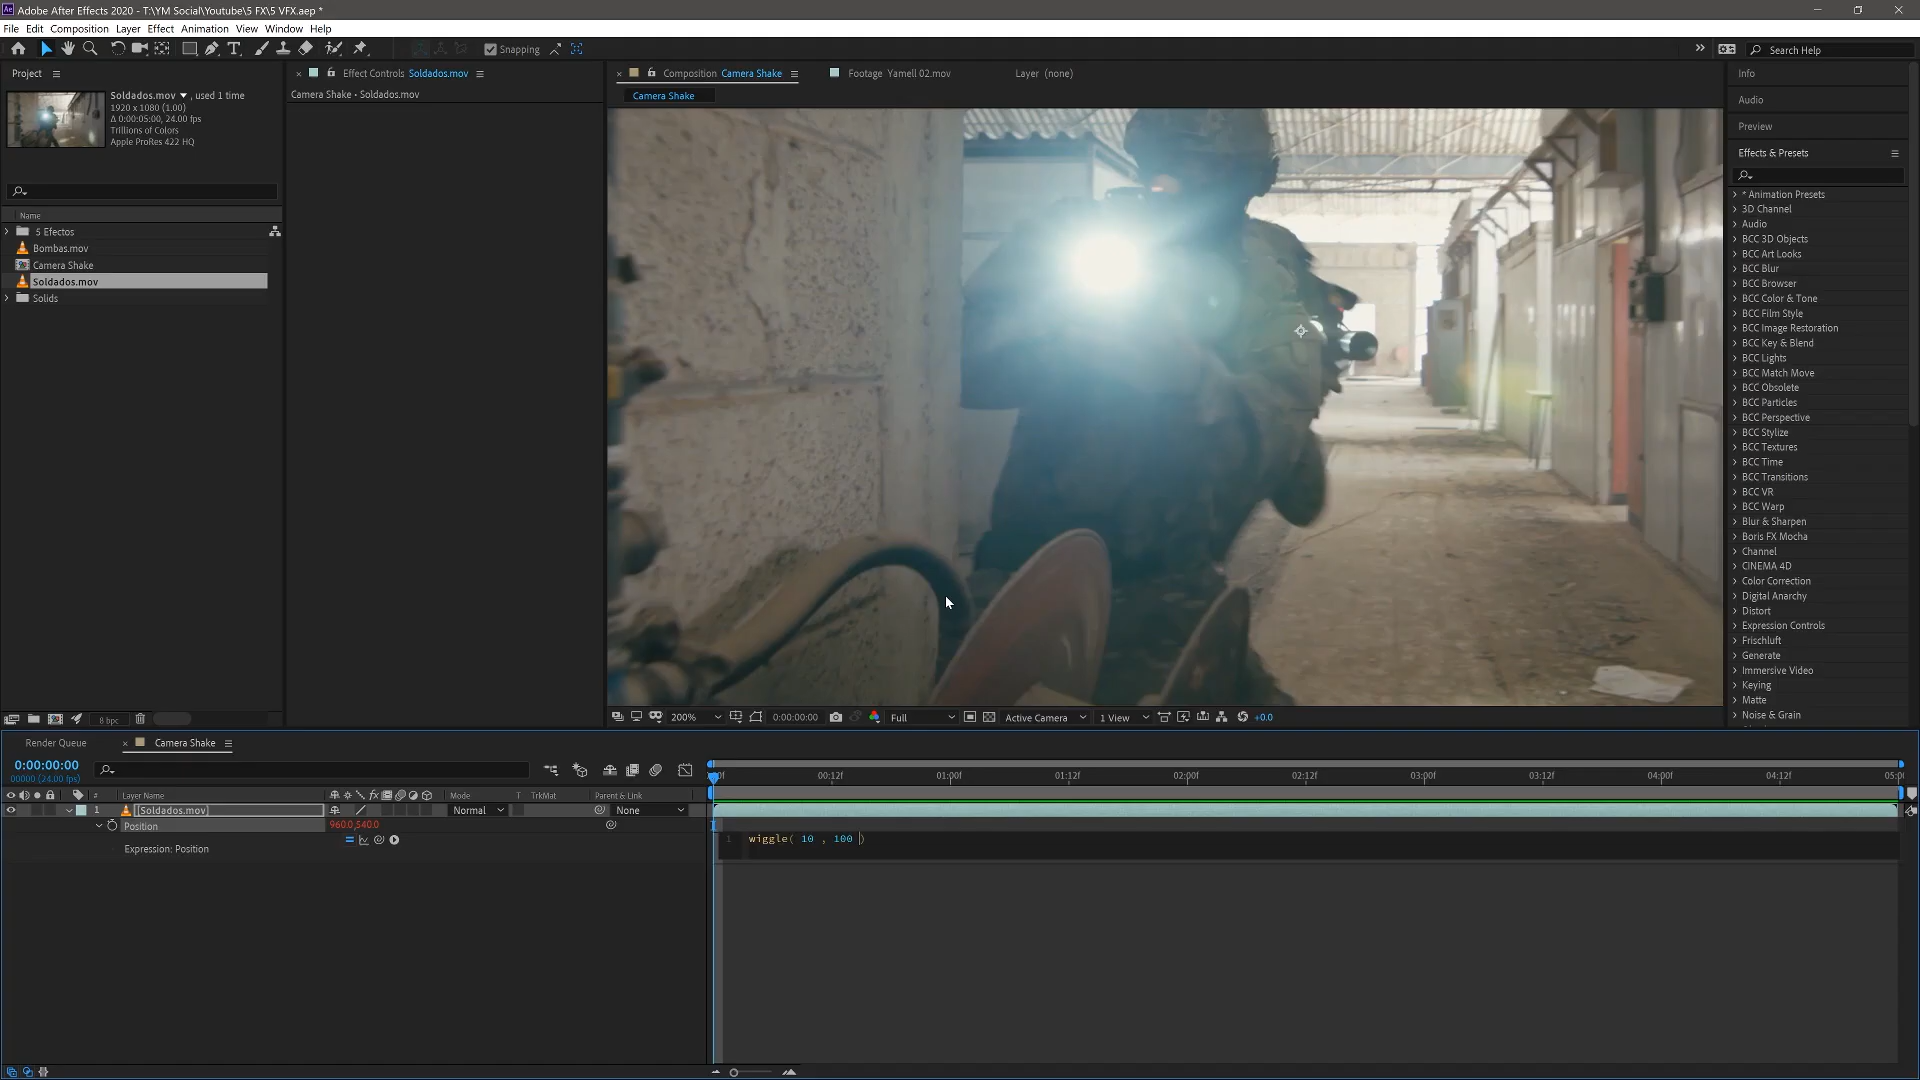 Adobe After Effects 2020 - T:\YM Social\Youtube\5 FX\5 VFX.aep *
File Edit Composition Layer Effect Animation View Window Help
Snapping
Search Help
Project
Effect Controls Soldados.mov
Composition Camera Shake
Footage Yamell 02.mov
Layer (none)
Info
Camera Shake • Soldados.mov
Camera Shake
Soldados.mov , used 1 time
1920 x 1080 (1.00)
Δ 0:00:05:00, 24.00 fps
Trillions of Colors
Apple ProRes 422 HQ
Name
5 Efectos
Bombas.mov
Camera Shake
Soldados.mov
Solids
8 bpc
Audio
Preview
Effects & Presets
* Animation Presets
3D Channel
Audio
BCC 3D Objects
BCC Art Looks
BCC Blur
BCC Browser
BCC Color & Tone
BCC Film Style
BCC Image Restoration
BCC Key & Blend
BCC Lights
BCC Match Move
BCC Obsolete
BCC Particles
BCC Perspective
BCC Stylize
BCC Textures
BCC Time
BCC Transitions
BCC VR
BCC Warp
Blur & Sharpen
Boris FX Mocha
Channel
CINEMA 4D
Color Correction
Digital Anarchy
Distort
Expression Controls
Frischluft
Generate
Immersive Video
Keying
Matte
Noise & Grain
200% 0:00:00:00 Full Active Camera 1 View +0.0
Render Queue Camera Shake
0:00:00:00
00000 (24.00 fps)
00:12f 01:00f 01:12f 02:00f 02:12f 03:00f 03:12f 04:00f 04:12f
# Layer Name Mode T TrkMat Parent & Link
1 [Soldados.mov] Normal None
Position 960.0,540.0
Expression: Position
1 wiggle( 10 , 100 )